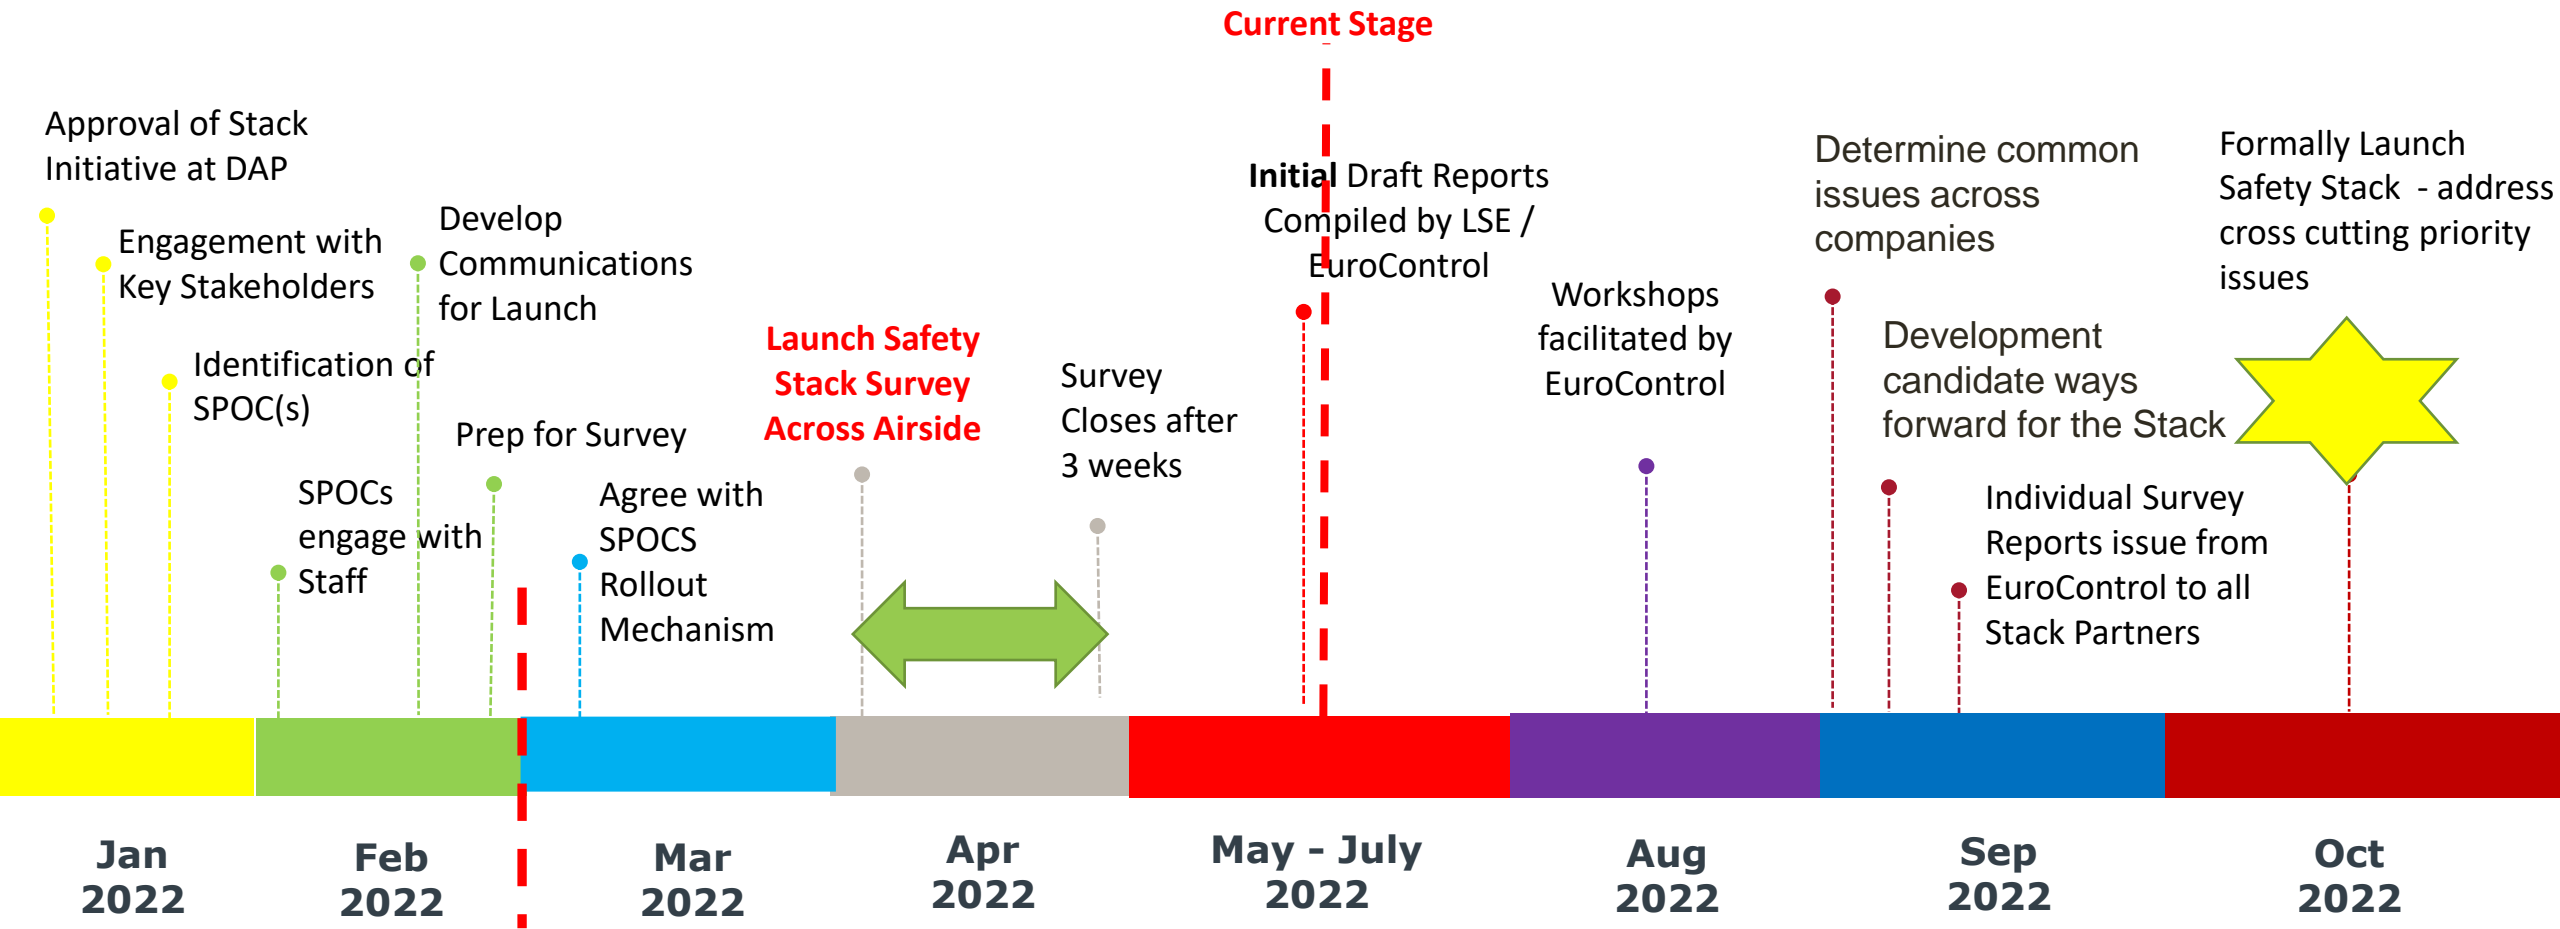 Current Stage
Approval of Stack
Initiative at DAP
Engagement with
Key Stakeholders
Identification of
SPOC(s)
SPOCs
engage with
Staff
Develop
Communications
for Launch
Prep for Survey
Agree with
SPOCS
Rollout
Mechanism
Launch Safety
Stack Survey
Across Airside
Survey
Closes after
3 weeks
Initial Draft Reports
Compiled by LSE /
EuroControl
Workshops
facilitated by
EuroControl
Determine common
issues across
companies
Development
candidate ways
forward for the Stack
Individual Survey
Reports issue from
EuroControl to all
Stack Partners
Formally Launch
Safety Stack  - address
cross cutting priority
issues
Jan
2022
Feb
2022
Mar
2022
Apr
2022
May - July
2022
Aug
2022
Sep
2022
Oct
2022